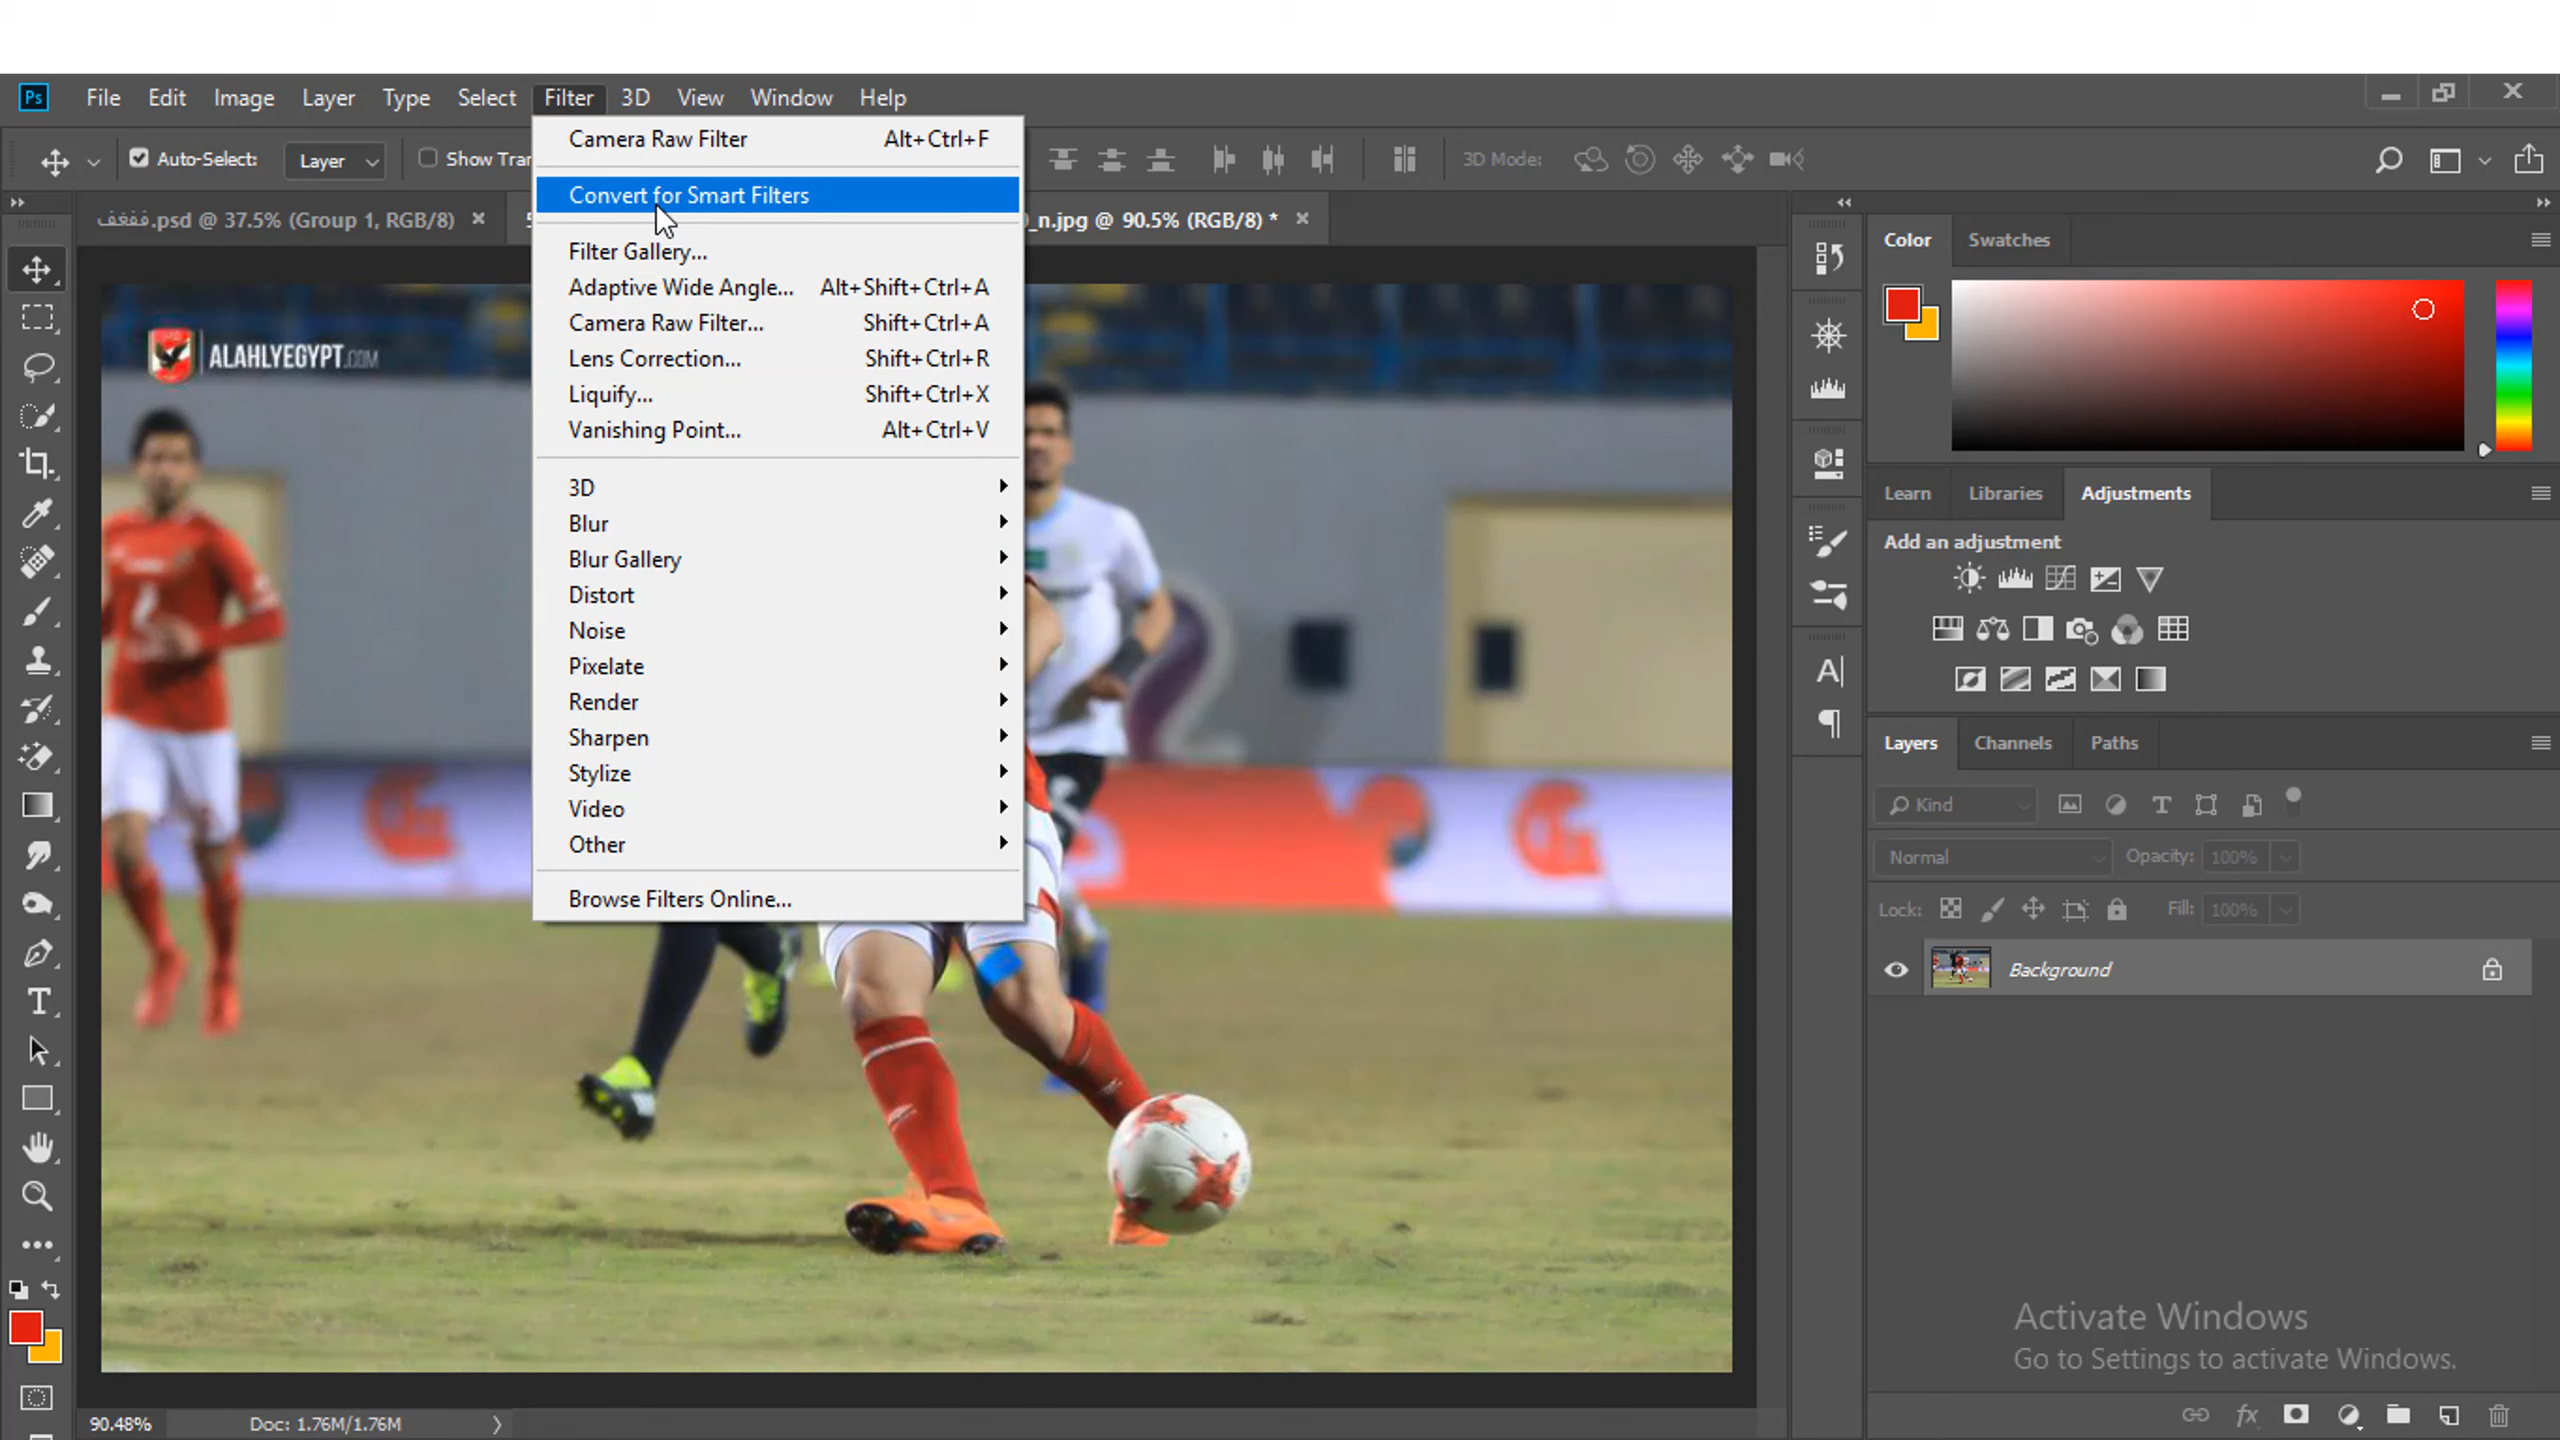 Ps File Edit Image Layer Type Select Filter 3D View Window Help
Auto-Select: Layer Show Tran 3D Mode:
ففغف.psd @ 37.5% (Group 1, RGB/8) 0_n.jpg @ 90.5% (RGB/8) *
Camera Raw Filter Alt+Ctrl+F
Convert for Smart Filters
Filter Gallery...
Adaptive Wide Angle... Alt+Shift+Ctrl+A
Camera Raw Filter... Shift+Ctrl+A
Lens Correction... Shift+Ctrl+R
Liquify... Shift+Ctrl+X
Vanishing Point... Alt+Ctrl+V
3D
Blur
Blur Gallery
Distort
Noise
Pixelate
Render
Sharpen
Stylize
Video
Other
Browse Filters Online...
ALAHLYEGYPT.COM
Color Swatches
Learn Libraries Adjustments
Add an adjustment
Layers Channels Paths
Kind
Normal Opacity: 100%
Lock: Fill: 100%
Background
Activate Windows
Go to Settings to activate Windows.
90.48% Doc: 1.76M/1.76M